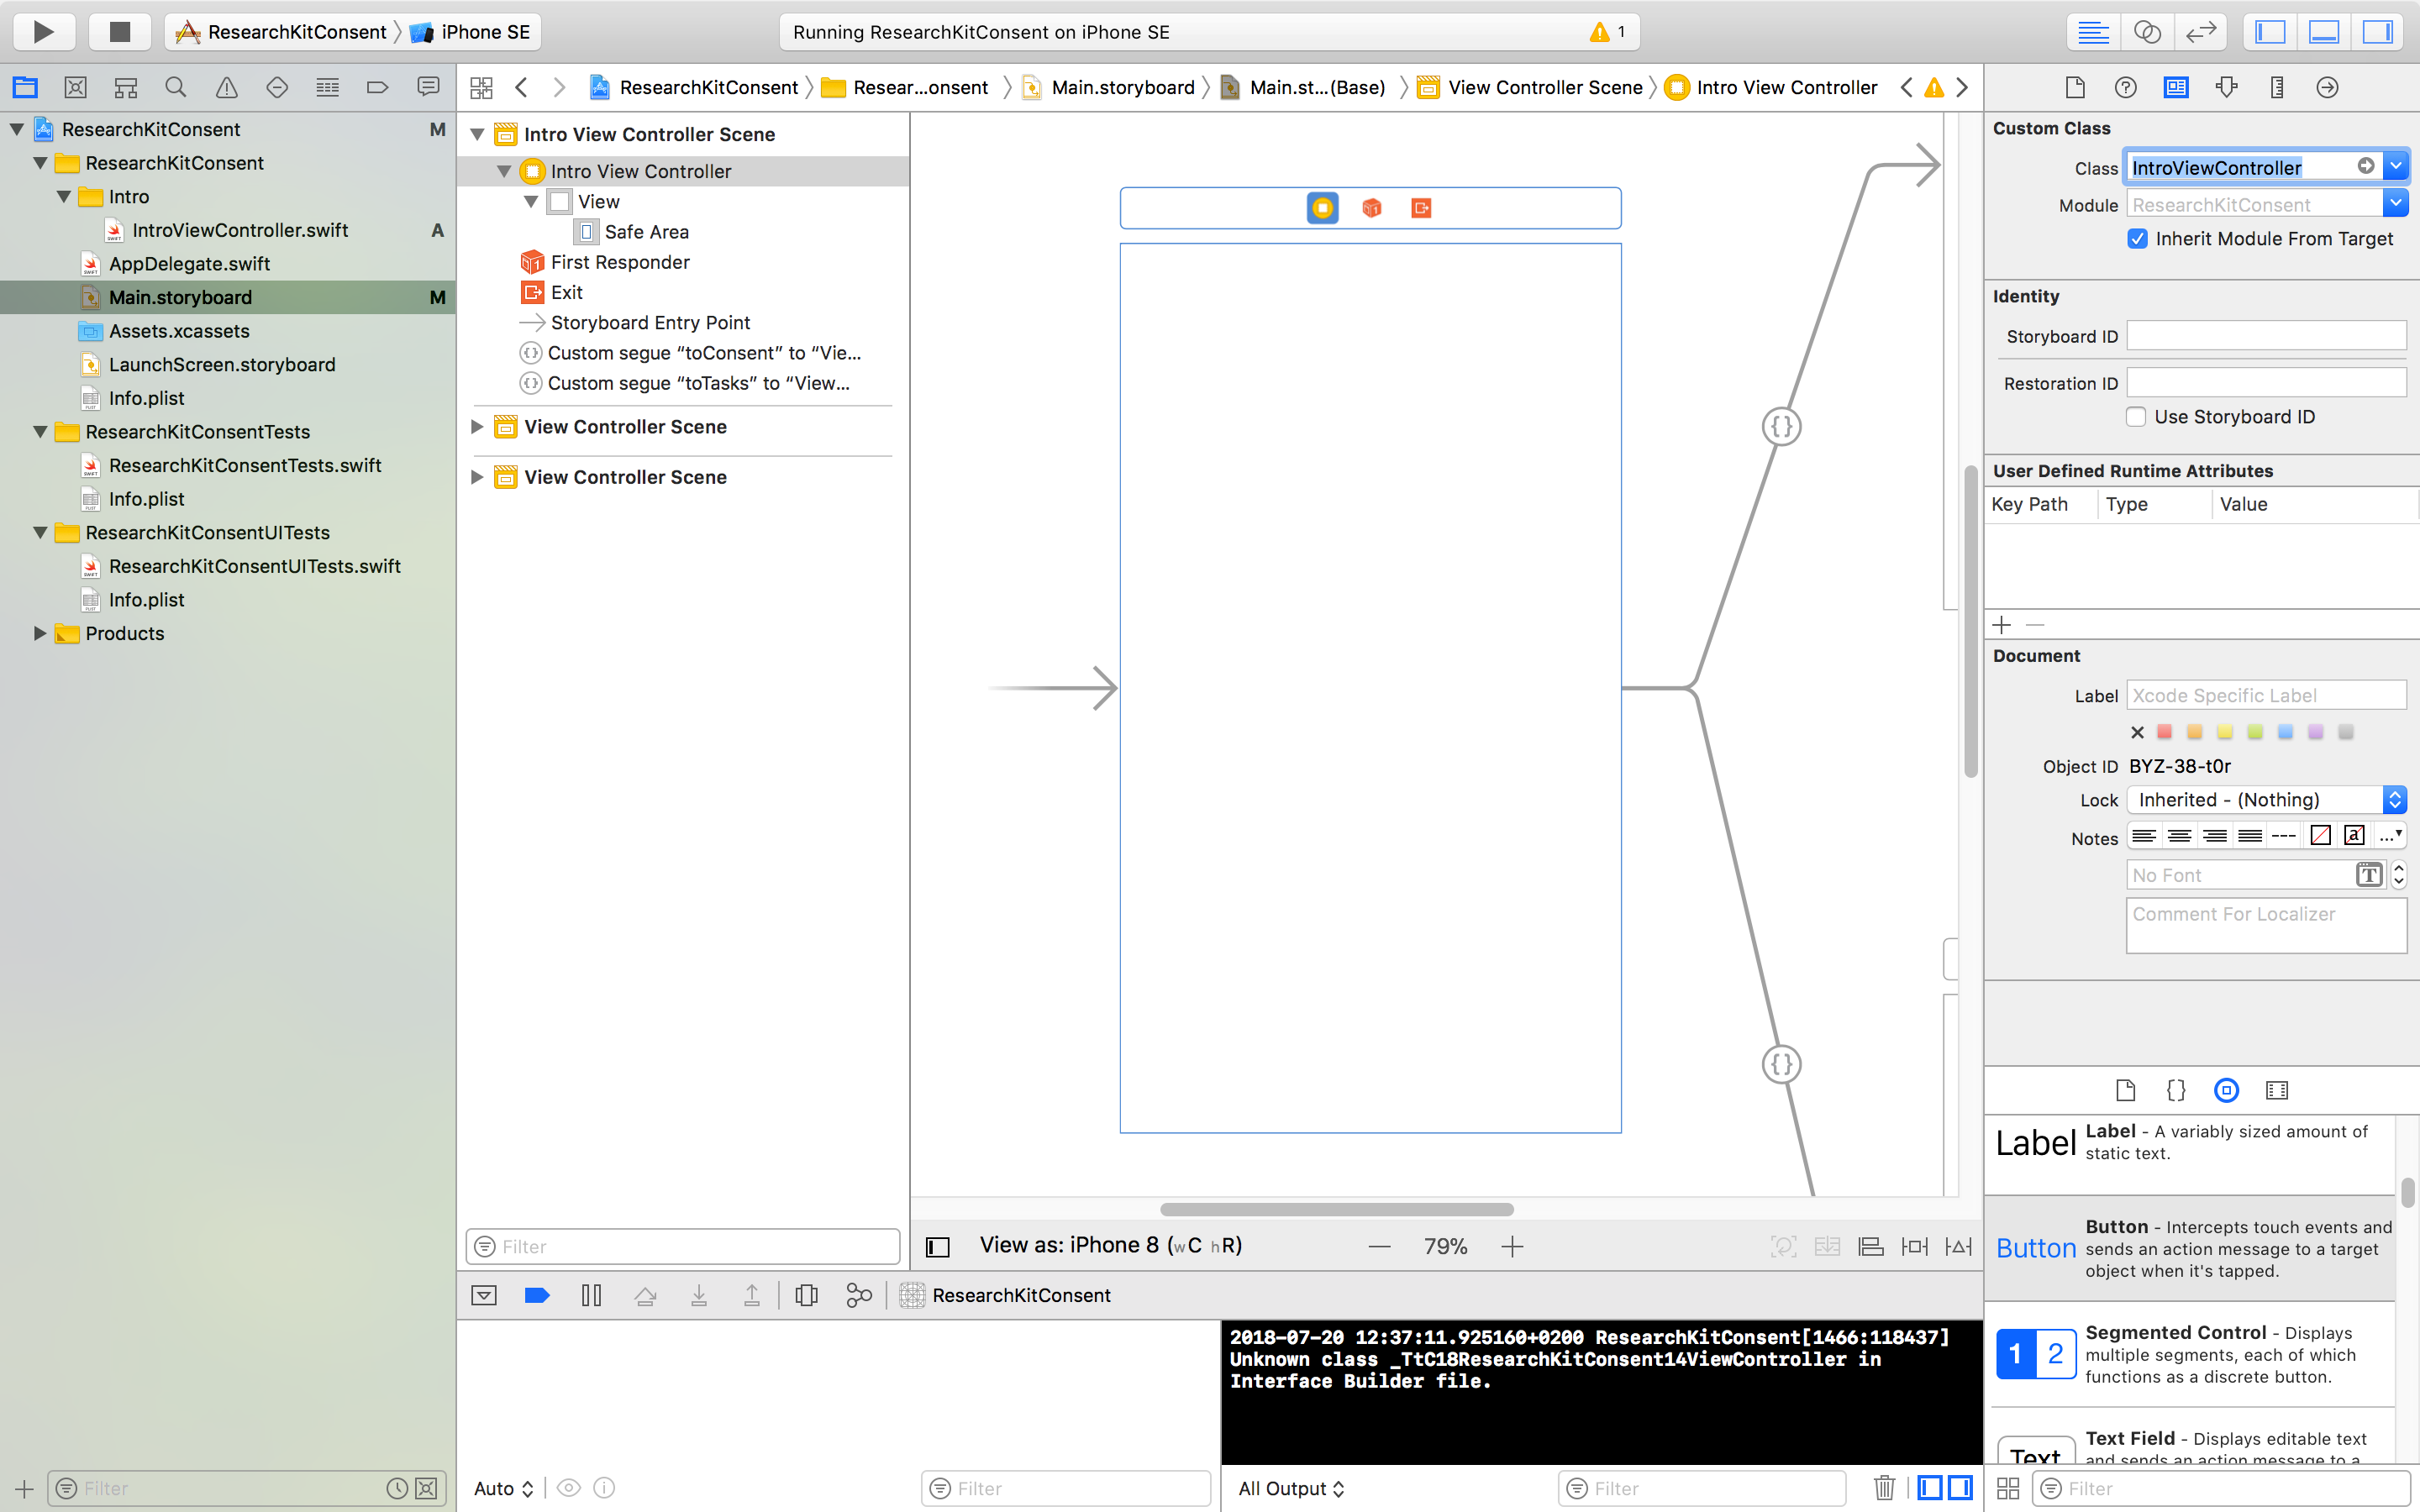 ResearchKitConsent iPhone SE
Running ResearchKitConsent on iPhone SE
1
ResearchKitConsent
Resear...onsent
Main.storyboard
Main.st...(Base)
View Controller Scene
Intro View Controller
ResearchKitConsent M
ResearchKitConsent
Intro
IntroViewController.swift A
AppDelegate.swift
Main.storyboard M
Assets.xcassets
LaunchScreen.storyboard
Info.plist
ResearchKitConsentTests
ResearchKitConsentTests.swift
Info.plist
ResearchKitConsentUITests
ResearchKitConsentUITests.swift
Info.plist
Products
Filter
Intro View Controller Scene
Intro View Controller
View
Safe Area
First Responder
Exit
Storyboard Entry Point
Custom segue “toConsent” to “Vie...
Custom segue “toTasks” to “View...
View Controller Scene
View Controller Scene
Filter
View as: iPhone 8 (wC hR)
79%
ResearchKitConsent
2018-07-20 12:37:11.925160+0200 ResearchKitConsent[1466:118437]
Unknown class _TtC18ResearchKitConsent14ViewController in
Interface Builder file.
Auto
Filter
All Output
Filter
Custom Class
Class IntroViewController
Module ResearchKitConsent
Inherit Module From Target
Identity
Storyboard ID
Restoration ID
Use Storyboard ID
User Defined Runtime Attributes
Key Path Type Value
Document
Label Xcode Specific Label
Object ID BYZ-38-t0r
Lock Inherited - (Nothing)
Notes
No Font
Comment For Localizer
Label
Label - A variably sized amount of
static text.
Button
Button - Intercepts touch events and
sends an action message to a target
object when it's tapped.
1 2
Segmented Control - Displays
multiple segments, each of which
functions as a discrete button.
Text
Text Field - Displays editable text
and sends an action message to a
Filter